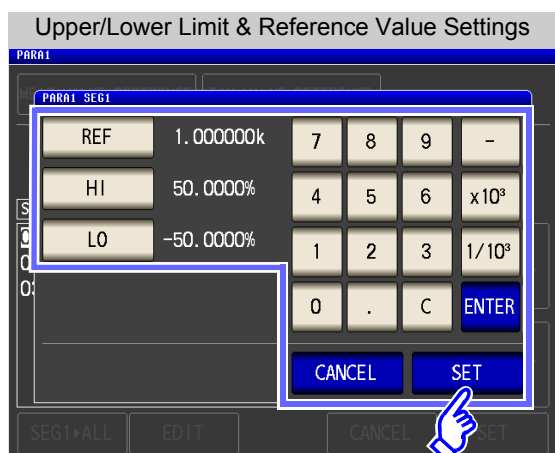 Upper/Lower Limit & Reference Value Settings
PARA1
PARA1 SEG1
REF 1.000000k 7 8 9 -
HI 50.0000% 4 5 6 x10³
LO -50.0000% 1 2 3 1/10³
0 . C ENTER
CANCEL SET
SEG1▸ALL EDIT CANCEL SET